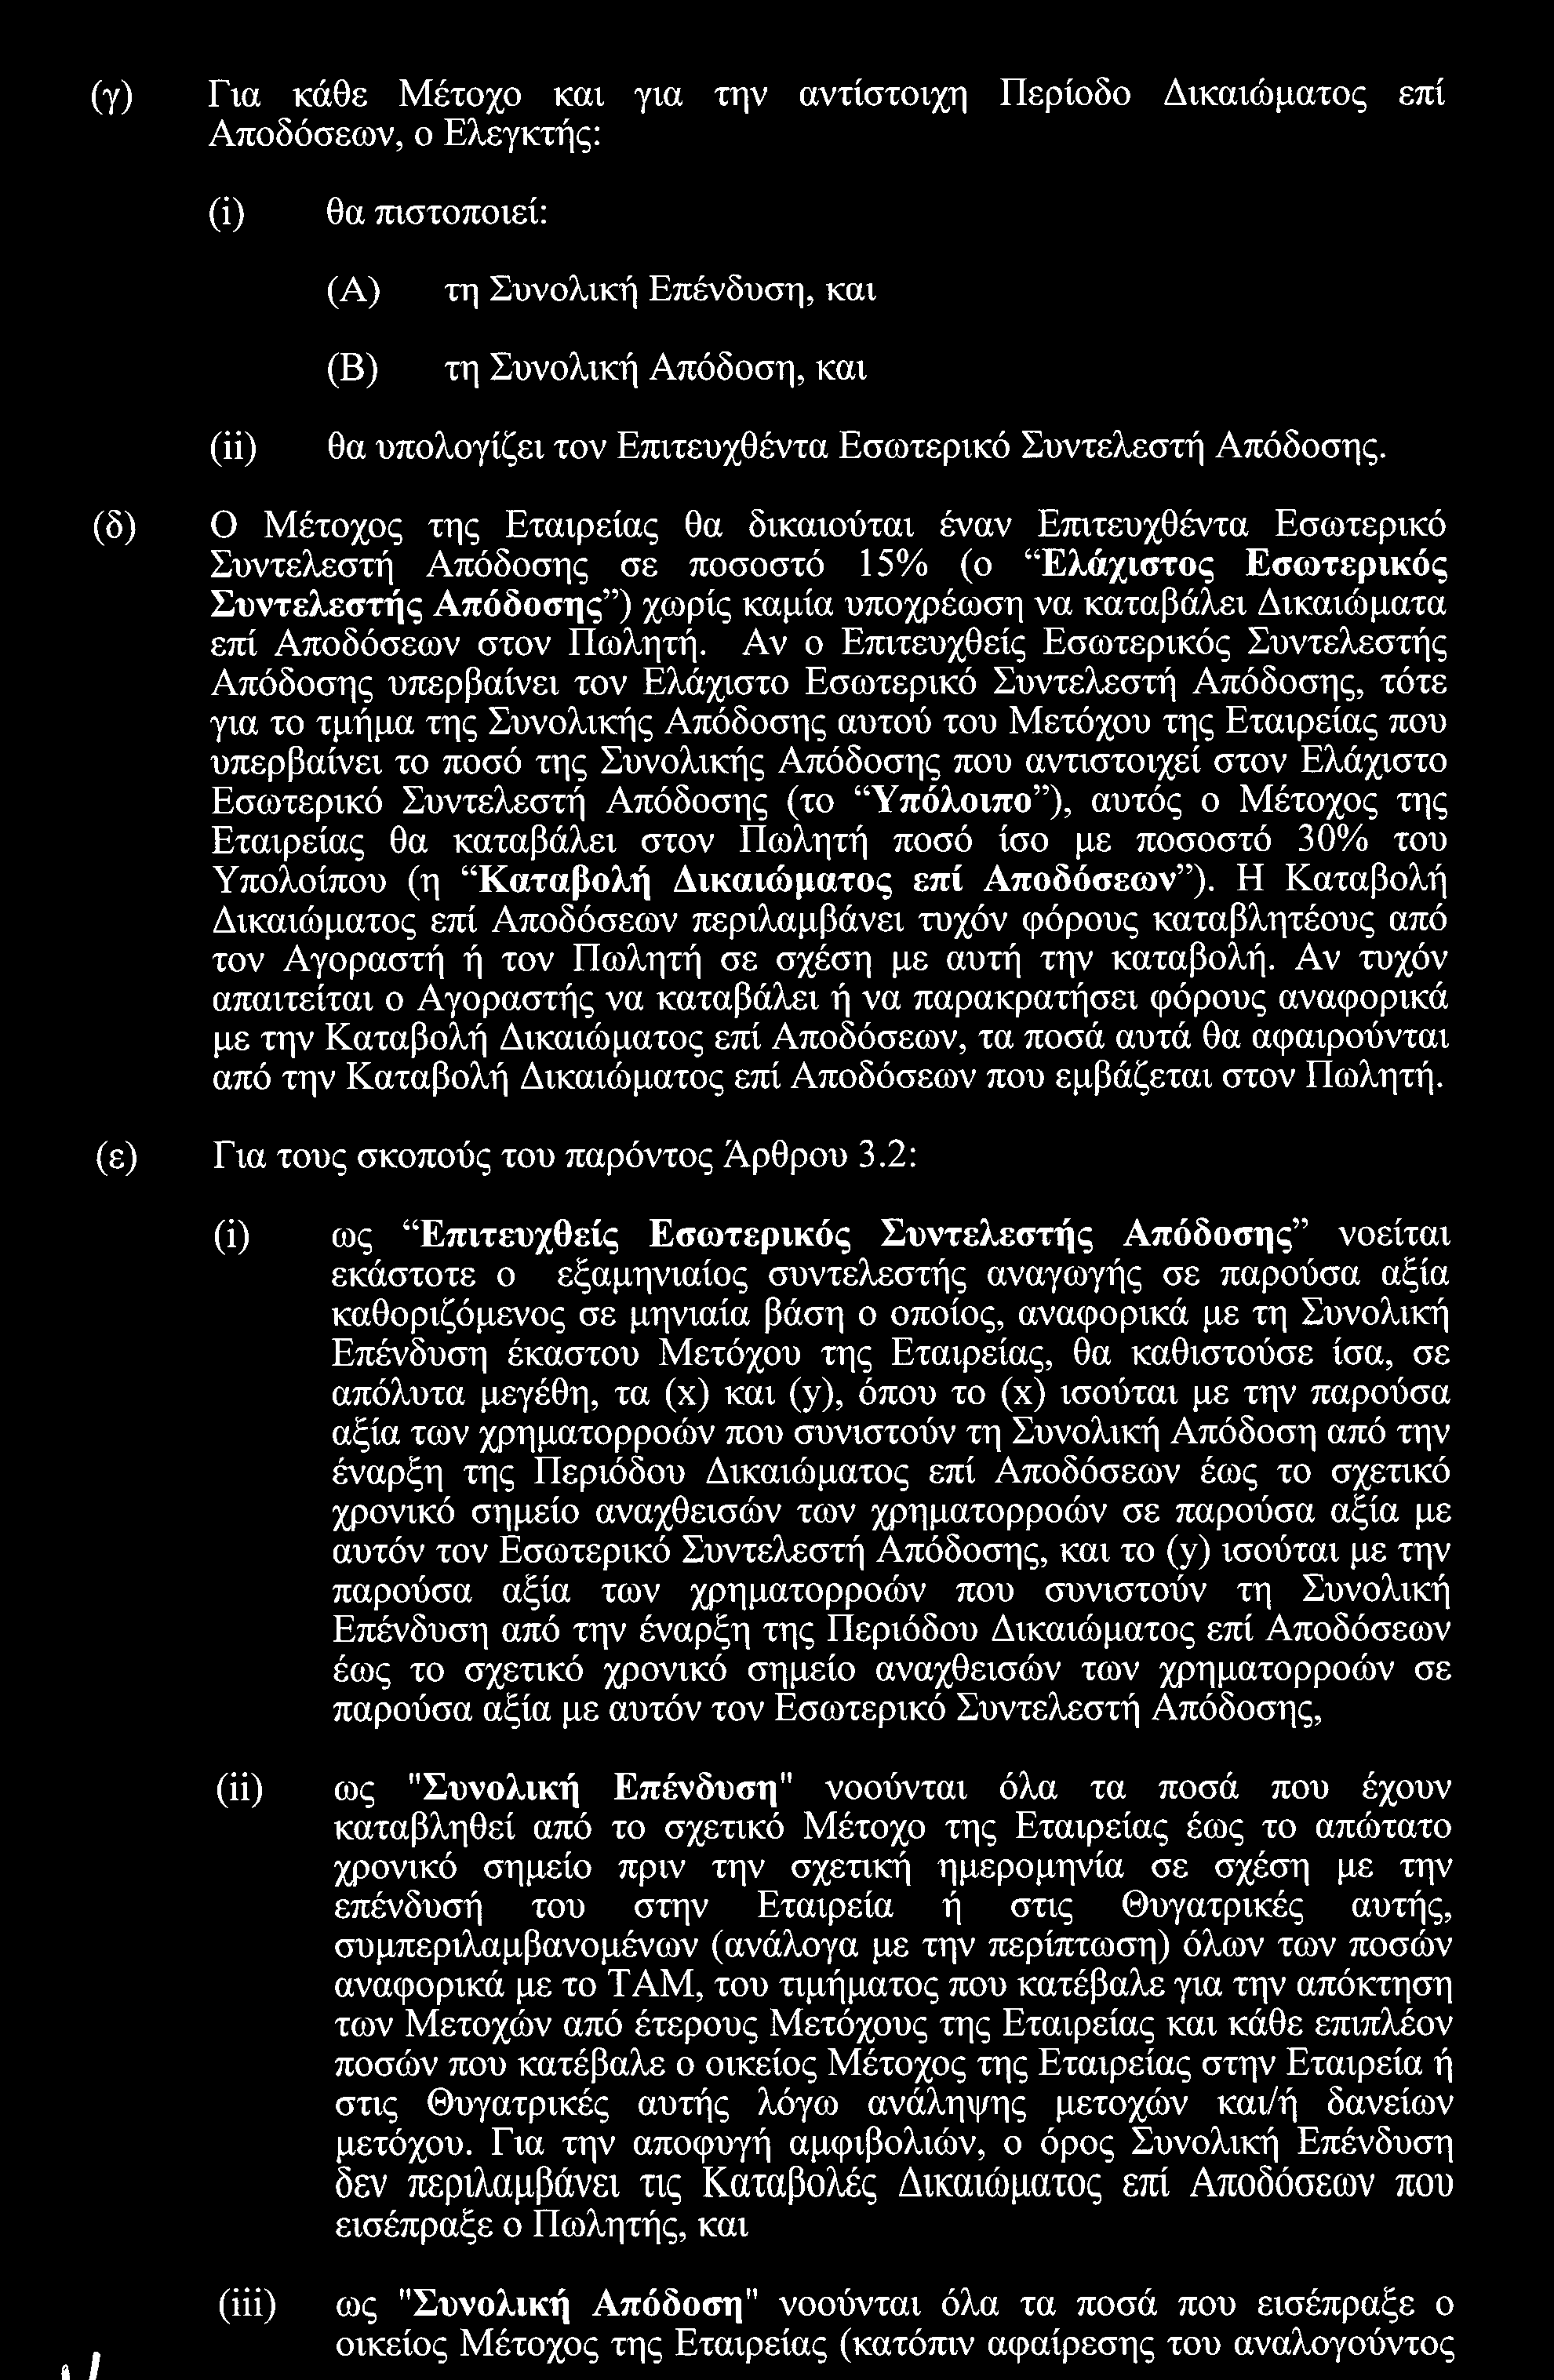 (γ) Για κάθε Μέτοχο και για την αντίστοιχη Περίοδο Δικαιώματος επί
Αποδόσεων, ο Ελεγκτής:
(i) θα πιστοποιεί:
(Α) τη Συνολική Επένδυση, και
(Β) τη Συνολική Απόδοση, και
(ii) θα υπολογίζει τον Επιτευχθέντα Εσωτερικό Συντελεστή Απόδοσης.
(δ) Ο Μέτοχος της Εταιρείας θα δικαιούται έναν Επιτευχθέντα Εσωτερικό
Συντελεστή Απόδοσης σε ποσοστό 15% (ο “Ελάχιστος Εσωτερικός
Συντελεστής Απόδοσης”) χωρίς καμία υποχρέωση να καταβάλει Δικαιώματα
επί Αποδόσεων στον Πωλητή. Αν ο Επιτευχθείς Εσωτερικός Συντελεστής
Απόδοσης υπερβαίνει τον Ελάχιστο Εσωτερικό Συντελεστή Απόδοσης, τότε
για το τμήμα της Συνολικής Απόδοσης αυτού του Μετόχου της Εταιρείας που
υπερβαίνει το ποσό της Συνολικής Απόδοσης που αντιστοιχεί στον Ελάχιστο
Εσωτερικό Συντελεστή Απόδοσης (το “Υπόλοιπο”), αυτός ο Μέτοχος της
Εταιρείας θα καταβάλει στον Πωλητή ποσό ίσο με ποσοστό 30% του
Υπολοίπου (η “Καταβολή Δικαιώματος επί Αποδόσεων”). Η Καταβολή
Δικαιώματος επί Αποδόσεων περιλαμβάνει τυχόν φόρους καταβλητέους από
τον Αγοραστή ή τον Πωλητή σε σχέση με αυτή την καταβολή. Αν τυχόν
απαιτείται ο Αγοραστής να καταβάλει ή να παρακρατήσει φόρους αναφορικά
με την Καταβολή Δικαιώματος επί Αποδόσεων, τα ποσά αυτά θα αφαιρούνται
από την Καταβολή Δικαιώματος επί Αποδόσεων που εμβάζεται στον Πωλητή.
(ε) Για τους σκοπούς του παρόντος Άρθρου 3.2:
(i) ως “Επιτευχθείς Εσωτερικός Συντελεστής Απόδοσης” νοείται
εκάστοτε ο εξαμηνιαίος συντελεστής αναγωγής σε παρούσα αξία
καθοριζόμενος σε μηνιαία βάση ο οποίος, αναφορικά με τη Συνολική
Επένδυση έκαστου Μετόχου της Εταιρείας, θα καθιστούσε ίσα, σε
απόλυτα μεγέθη, τα (x) και (y), όπου το (x) ισούται με την παρούσα
αξία των χρηματορροών που συνιστούν τη Συνολική Απόδοση από την
έναρξη της Περιόδου Δικαιώματος επί Αποδόσεων έως το σχετικό
χρονικό σημείο αναχθεισών των χρηματορροών σε παρούσα αξία με
αυτόν τον Εσωτερικό Συντελεστή Απόδοσης, και το (y) ισούται με την
παρούσα αξία των χρηματορροών που συνιστούν τη Συνολική
Επένδυση από την έναρξη της Περιόδου Δικαιώματος επί Αποδόσεων
έως το σχετικό χρονικό σημείο αναχθεισών των χρηματορροών σε
παρούσα αξία με αυτόν τον Εσωτερικό Συντελεστή Απόδοσης,
(ii) ως "Συνολική Επένδυση" νοούνται όλα τα ποσά που έχουν
καταβληθεί από το σχετικό Μέτοχο της Εταιρείας έως το απώτατο
χρονικό σημείο πριν την σχετική ημερομηνία σε σχέση με την
επένδυσή του στην Εταιρεία ή στις Θυγατρικές αυτής,
συμπεριλαμβανομένων (ανάλογα με την περίπτωση) όλων των ποσών
αναφορικά με το ΤΑΜ, του τιμήματος που κατέβαλε για την απόκτηση
των Μετοχών από έτερους Μετόχους της Εταιρείας και κάθε επιπλέον
ποσών που κατέβαλε ο οικείος Μέτοχος της Εταιρείας στην Εταιρεία ή
στις Θυγατρικές αυτής λόγω ανάληψης μετοχών και/ή δανείων
μετόχου. Για την αποφυγή αμφιβολιών, ο όρος Συνολική Επένδυση
δεν περιλαμβάνει τις Καταβολές Δικαιώματος επί Αποδόσεων που
εισέπραξε ο Πωλητής, και
(iii) ως "Συνολική Απόδοση" νοούνται όλα τα ποσά που εισέπραξε ο
οικείος Μέτοχος της Εταιρείας (κατόπιν αφαίρεσης του αναλογούντος